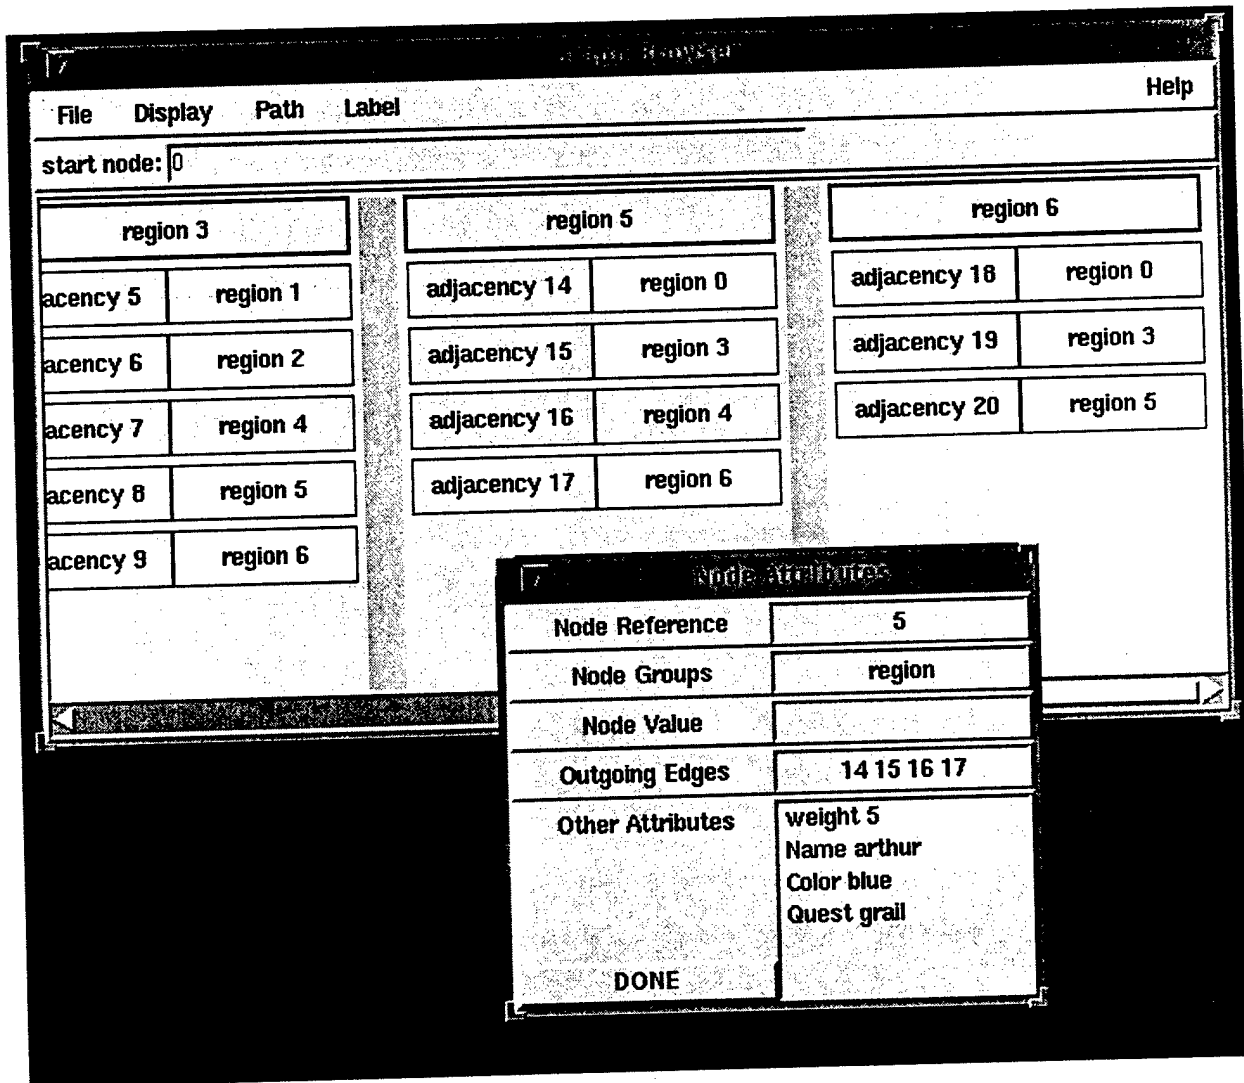 Browser
File Display Path Label Help
start node: 0
region 3 region 5 region 6
acency 5 region 1 adjacency 14 region 0 adjacency 18 region 0
acency 6 region 2 adjacency 15 region 3 adjacency 19 region 3
acency 7 region 4 adjacency 16 region 4 adjacency 20 region 5
acency 8 region 5 adjacency 17 region 6
acency 9 region 6
Node Attributes
Node Reference 5
Node Groups region
Node Value
Outgoing Edges 14 15 16 17
Other Attributes weight 5
Name arthur
Color blue
Quest grail
DONE